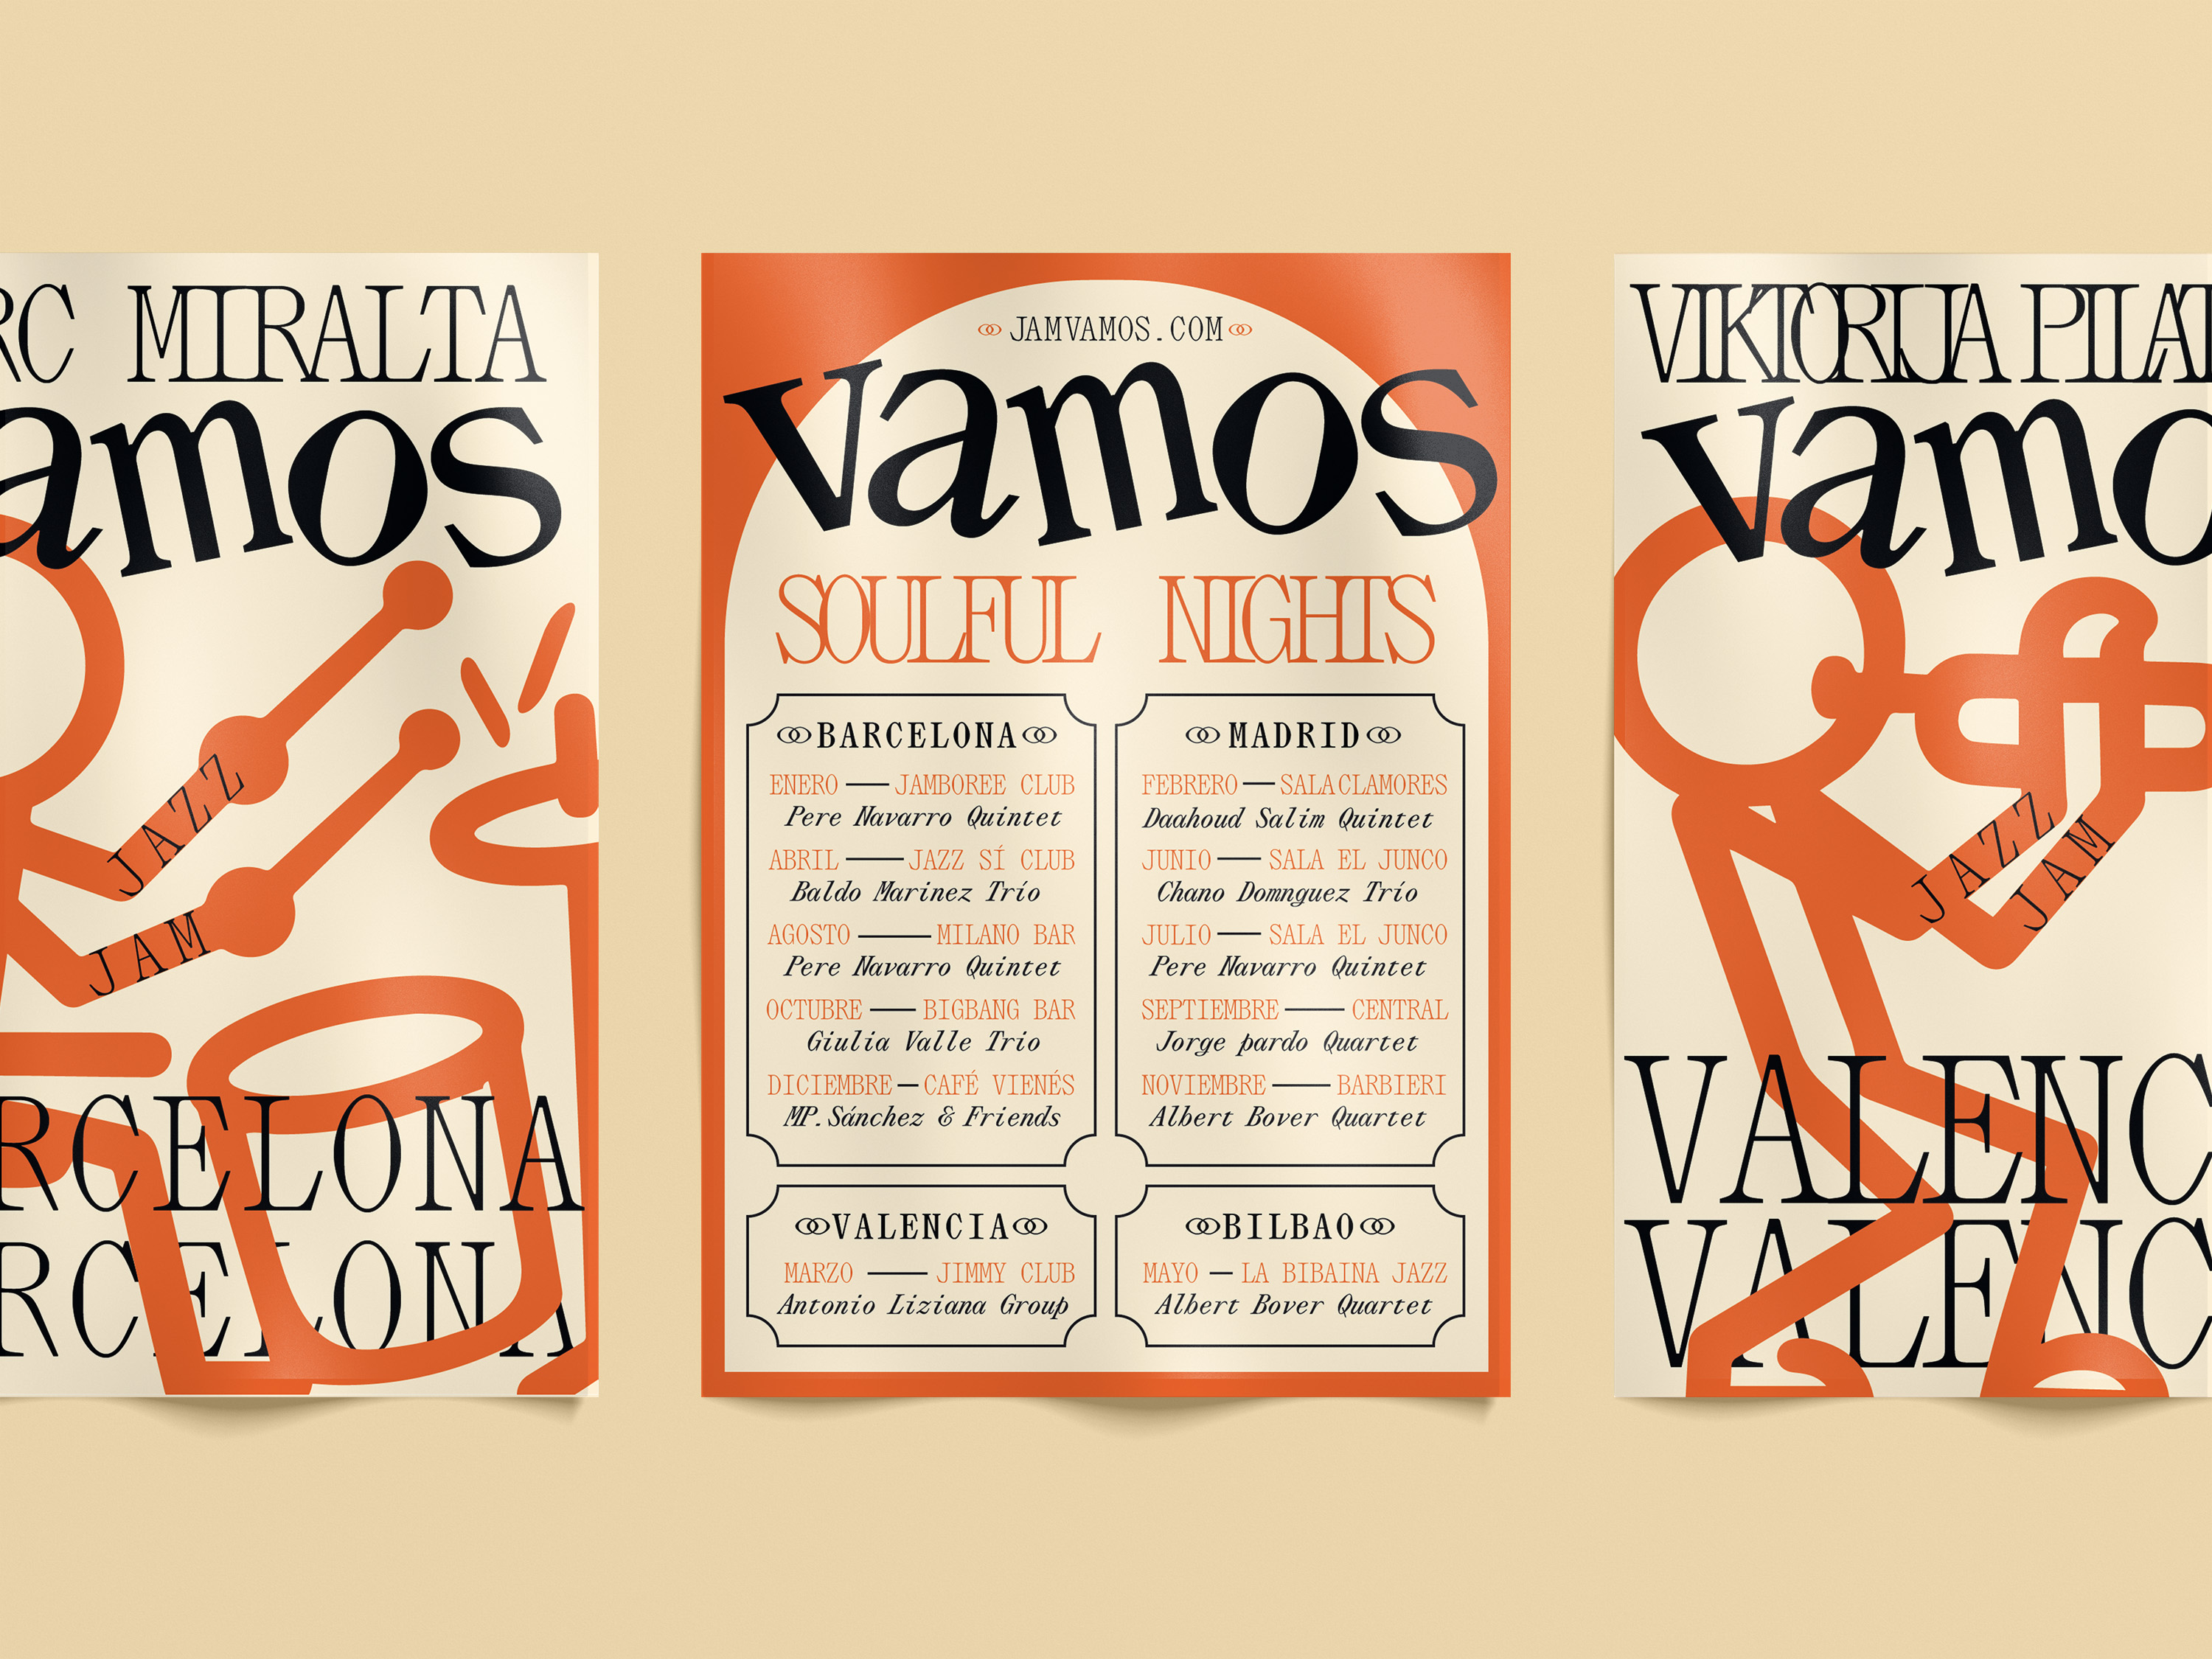 RC MIRALTA
amos
JAZZ
JAM
RCELONA
RCELONA
JAMVAMOS.COM
vamos
SOULFUL NIGHTS
BARCELONA
ENERO — JAMBOREE CLUB
Pere Navarro Quintet
ABRIL — JAZZ SÍ CLUB
Baldo Marinez Trío
AGOSTO — MILANO BAR
Pere Navarro Quintet
OCTUBRE — BIGBANG BAR
Giulia Valle Trio
DICIEMBRE — CAFÉ VIENÉS
MP. Sánchez & Friends
MADRID
FEBRERO — SALA CLAMORES
Daahoud Salim Quintet
JUNIO — SALA EL JUNCO
Chano Domnguez Trío
JULIO — SALA EL JUNCO
Pere Navarro Quintet
SEPTIEMBRE — CENTRAL
Jorge pardo Quartet
NOVIEMBRE — BARBIERI
Albert Bover Quartet
VALENCIA
MARZO — JIMMY CLUB
Antonio Liziana Group
BILBAO
MAYO — LA BIBAINA JAZZ
Albert Bover Quartet
VIKTORIJA PILAT
vamo
JAZZ
JAM
VALENC
VALENC